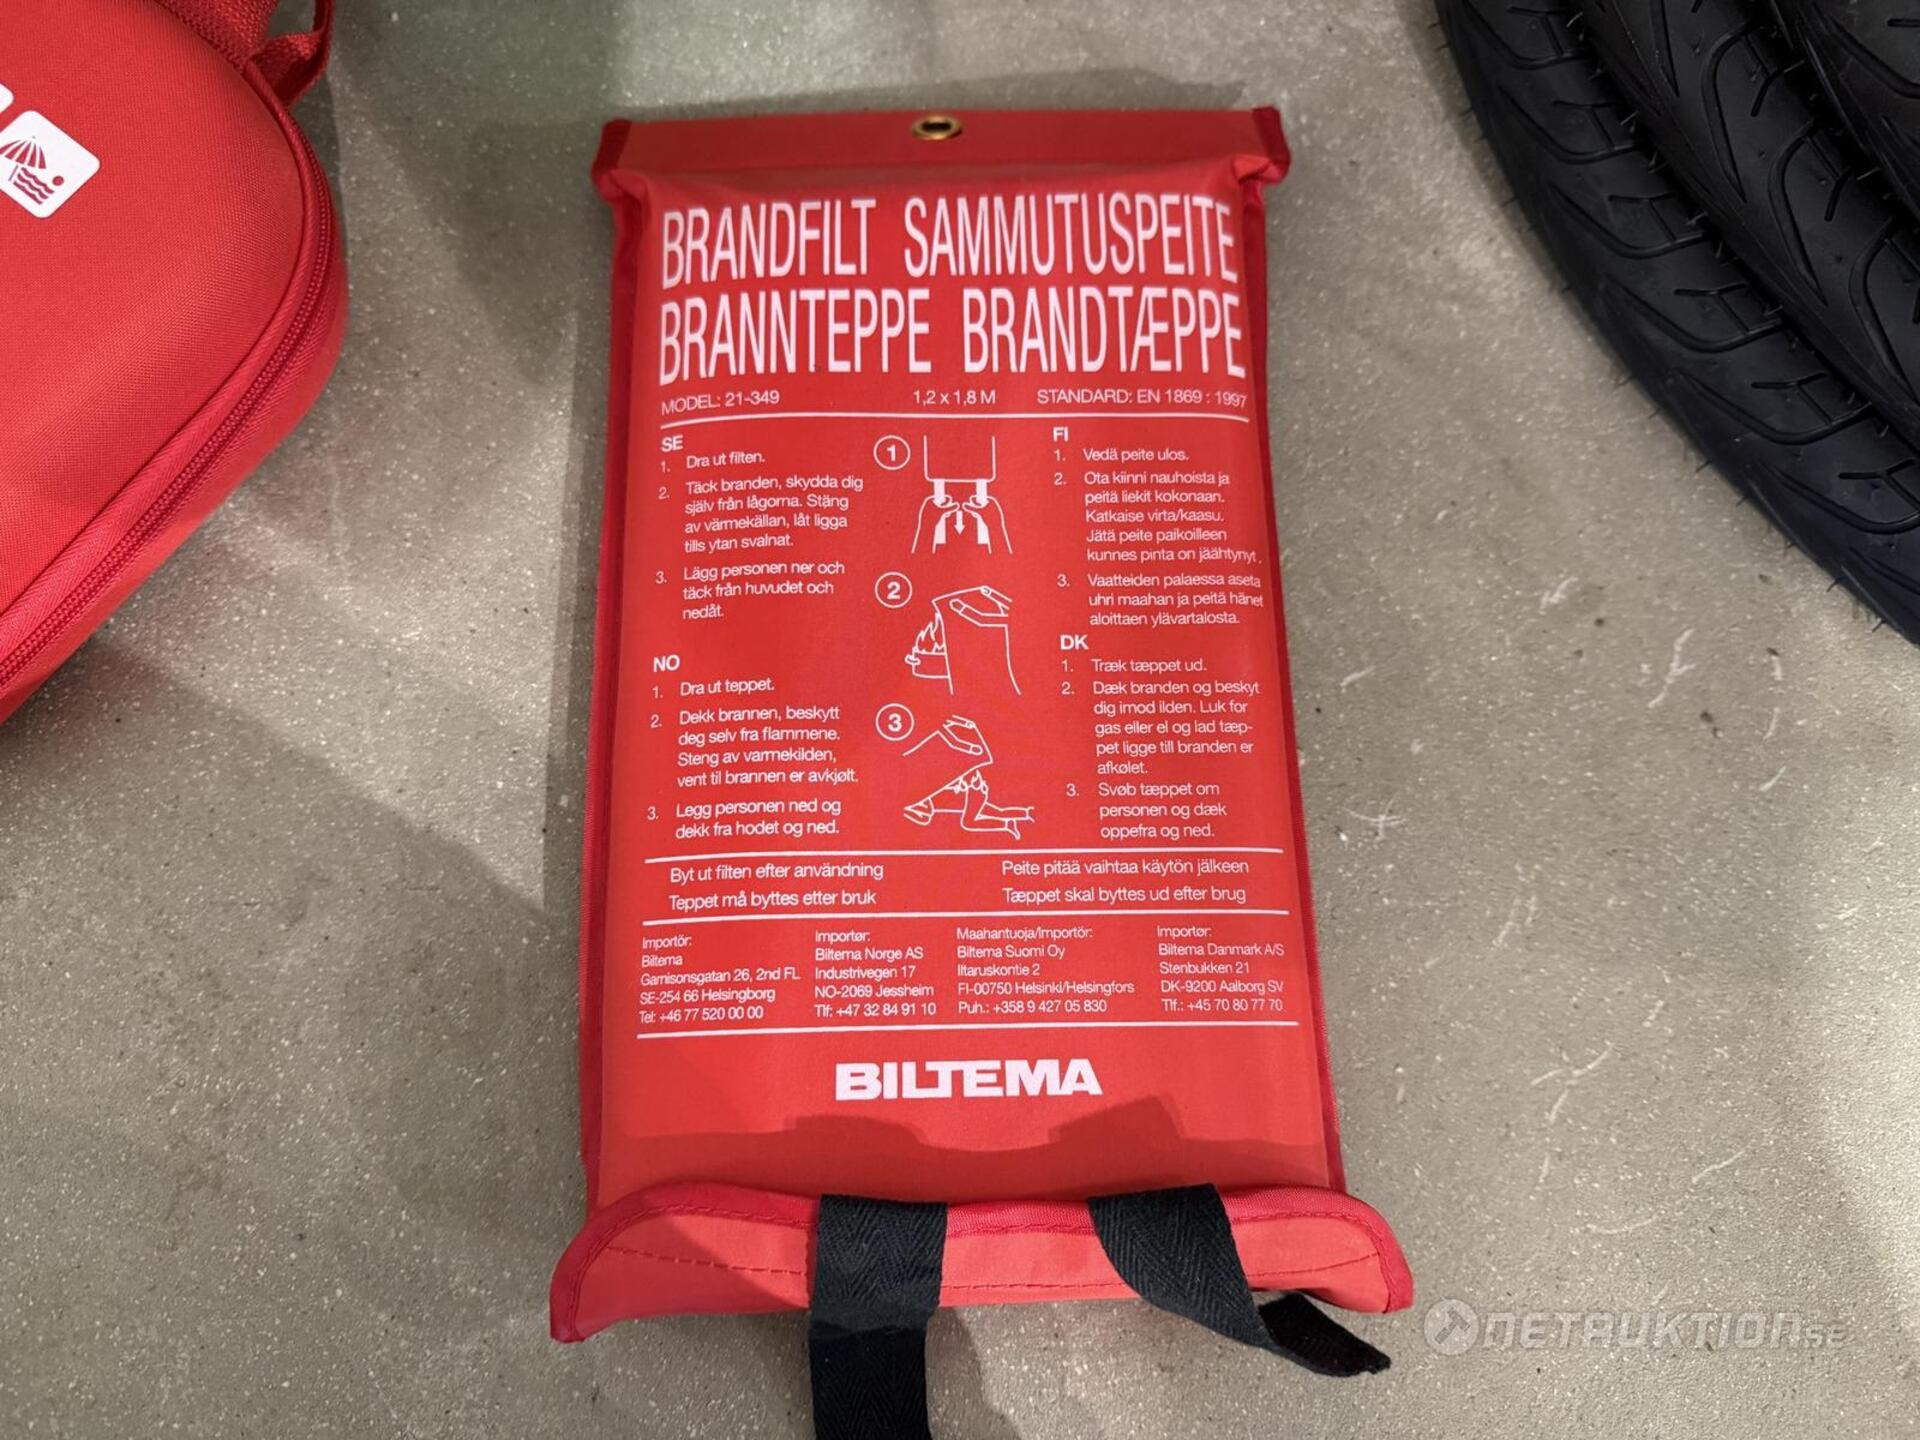 BRANDFILT SAMMUTUSPEITE
BRANNTEPPE BRANDTÆPPE
MODEL: 21-349 1,2 x 1,8 M STANDARD: EN 1869 : 1997
SE
1. Dra ut filten.
2. Täck branden, skydda dig
själv från lågorna. Stäng
av värmekällan, låt ligga
tills ytan svalnat.
3. Lägg personen ner och
täck från huvudet och
nedåt.
NO
1. Dra ut teppet.
2. Dekk brannen, beskytt
deg selv fra flammene.
Steng av varmekilden,
vent til brannen er avkjølt.
3. Legg personen ned og
dekk fra hodet og ned.
1
2
3
FI
1. Vedä peite ulos.
2. Ota kiinni nauhoista ja
peitä liekit kokonaan.
Katkaise virta/kaasu.
Jätä peite paikoilleen
kunnes pinta on jäähtynyt.
3. Vaatteiden palaessa aseta
uhri maahan ja peitä hänet
aloittaen ylävartalosta.
DK
1. Træk tæppet ud.
2. Dæk branden og beskyt
dig imod ilden. Luk for
gas eller el og lad tæp-
pet ligge till branden er
afkølet.
3. Svøb tæppet om
personen og dæk
oppefra og ned.
Byt ut filten efter användning
Teppet må byttes etter bruk
Peite pitää vaihtaa käytön jälkeen
Tæppet skal byttes ud efter brug
Importör:
Biltema
Garnisonsgatan 26, 2nd FL
SE-254 66 Helsingborg
Tel: +46 77 520 00 00
Importør:
Biltema Norge AS
Industrivegen 17
NO-2069 Jessheim
Tlf: +47 32 84 91 10
Maahantuoja/Importör:
Biltema Suomi Oy
Iltaruskontie 2
FI-00750 Helsinki/Helsingfors
Puh.: +358 9 427 05 830
Importør:
Biltema Danmark A/S
Stenbukken 21
DK-9200 Aalborg SV
Tlf.: +45 70 80 77 70
BILTEMA
DETRUKTION.SE